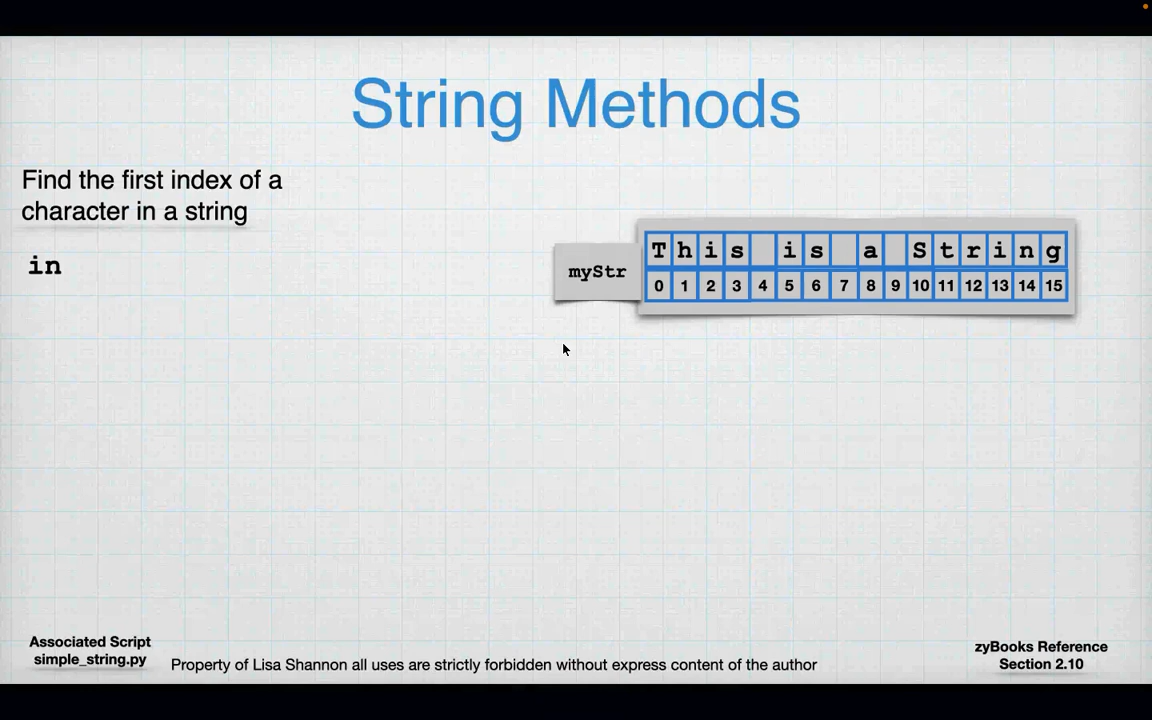 String Methods
Find the first index of a
character in a string
in
myStr
T h i s   i s   a   S t r i n g
0 1 2 3 4 5 6 7 8 9 10 11 12 13 14 15
Associated Script
simple_string.py
Property of Lisa Shannon all uses are strictly forbidden without express content of the author
zyBooks Reference
Section 2.10